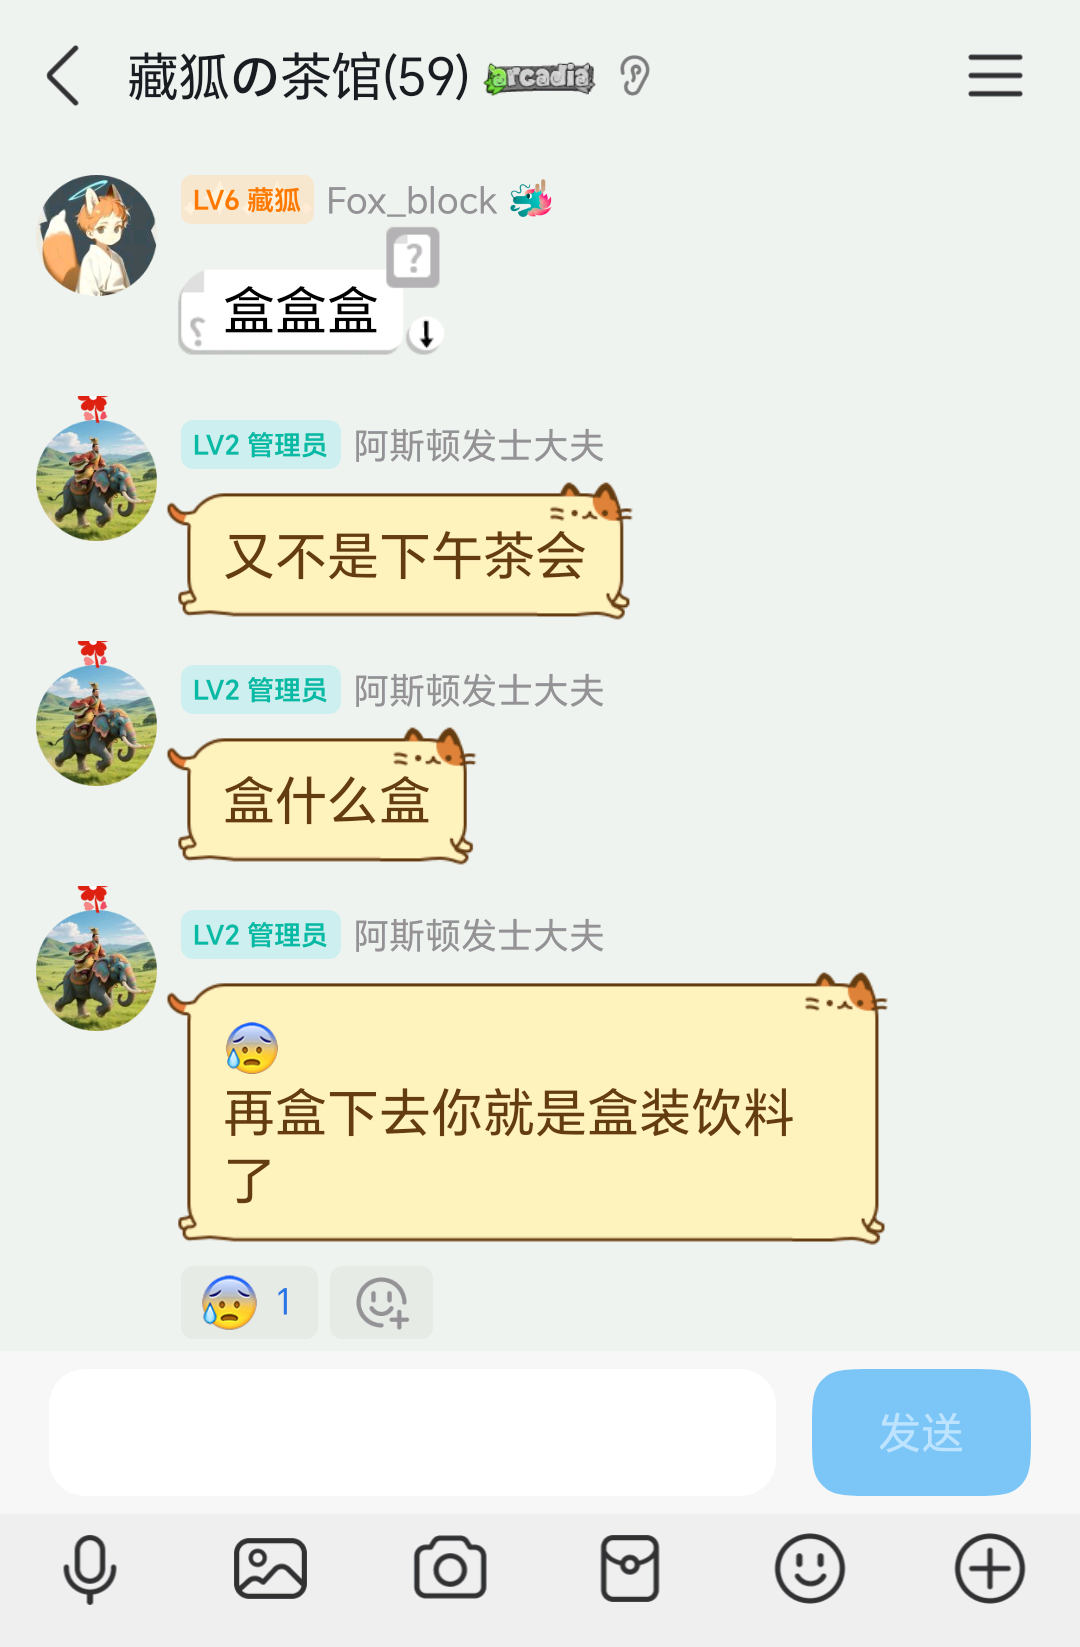 藏狐の茶馆(59) arcadia
LV6 藏狐 Fox_block
?
盒盒盒
?
LV2 管理员 阿斯顿发士大夫
又不是下午茶会
LV2 管理员 阿斯顿发士大夫
盒什么盒
LV2 管理员 阿斯顿发士大夫
😰
再盒下去你就是盒装饮料
了
😰 1
发送